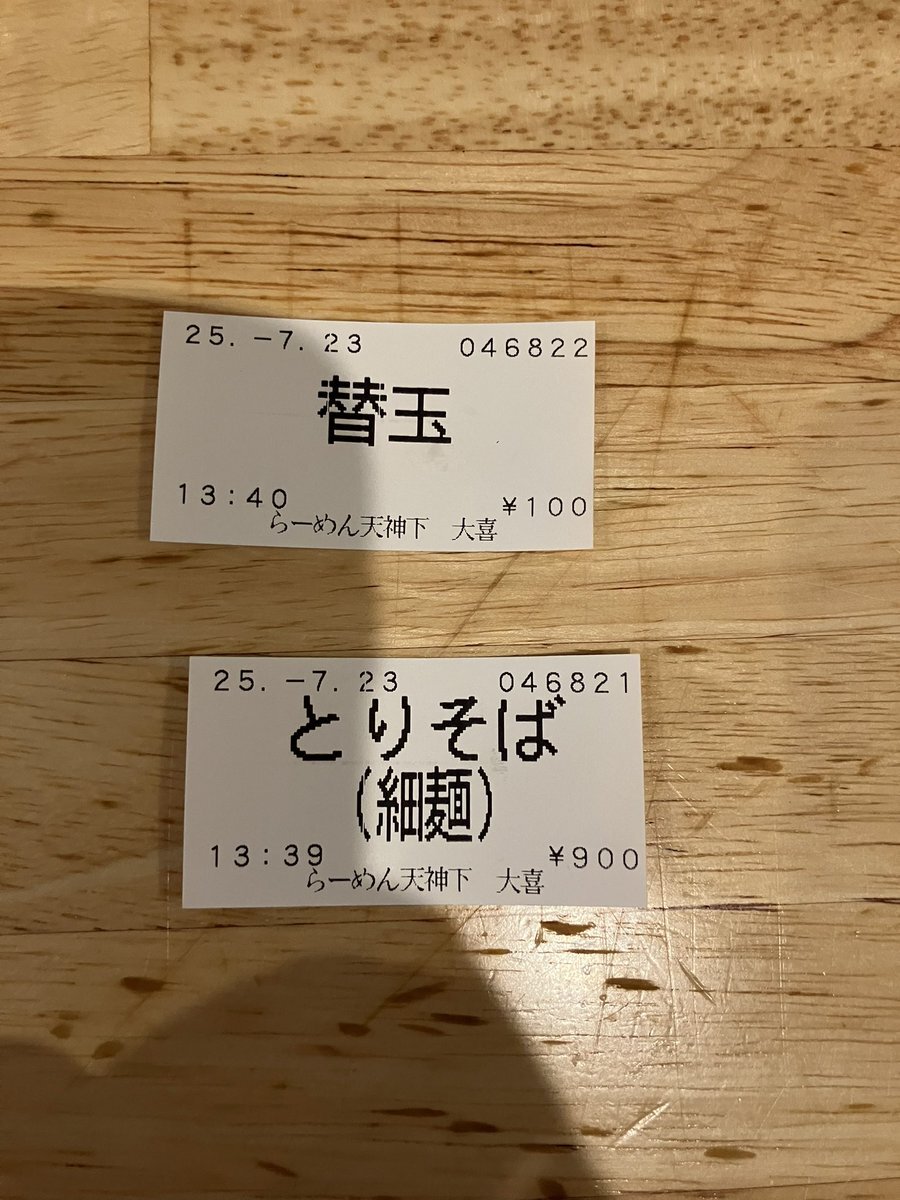 25.-7.23 046822
替玉
13:40 ¥100
らーめん天神下 大喜
25.-7.23 046821
とりそば
(細麺)
13:39 ¥900
らーめん天神下 大喜